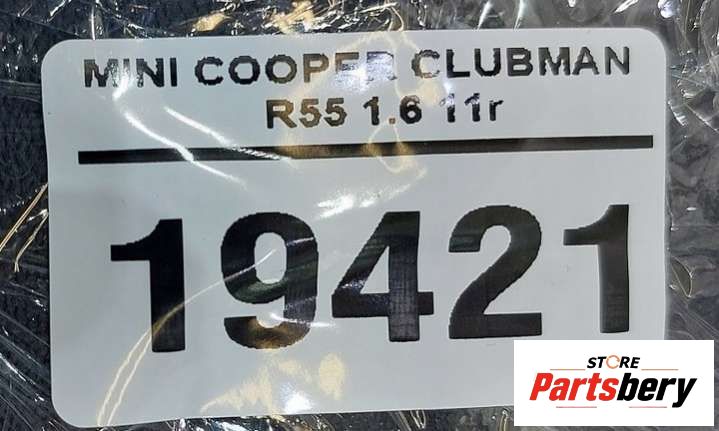 MINI COOPER CLUBMAN
R55 1.6 11r
19421
STORE
Partsbery